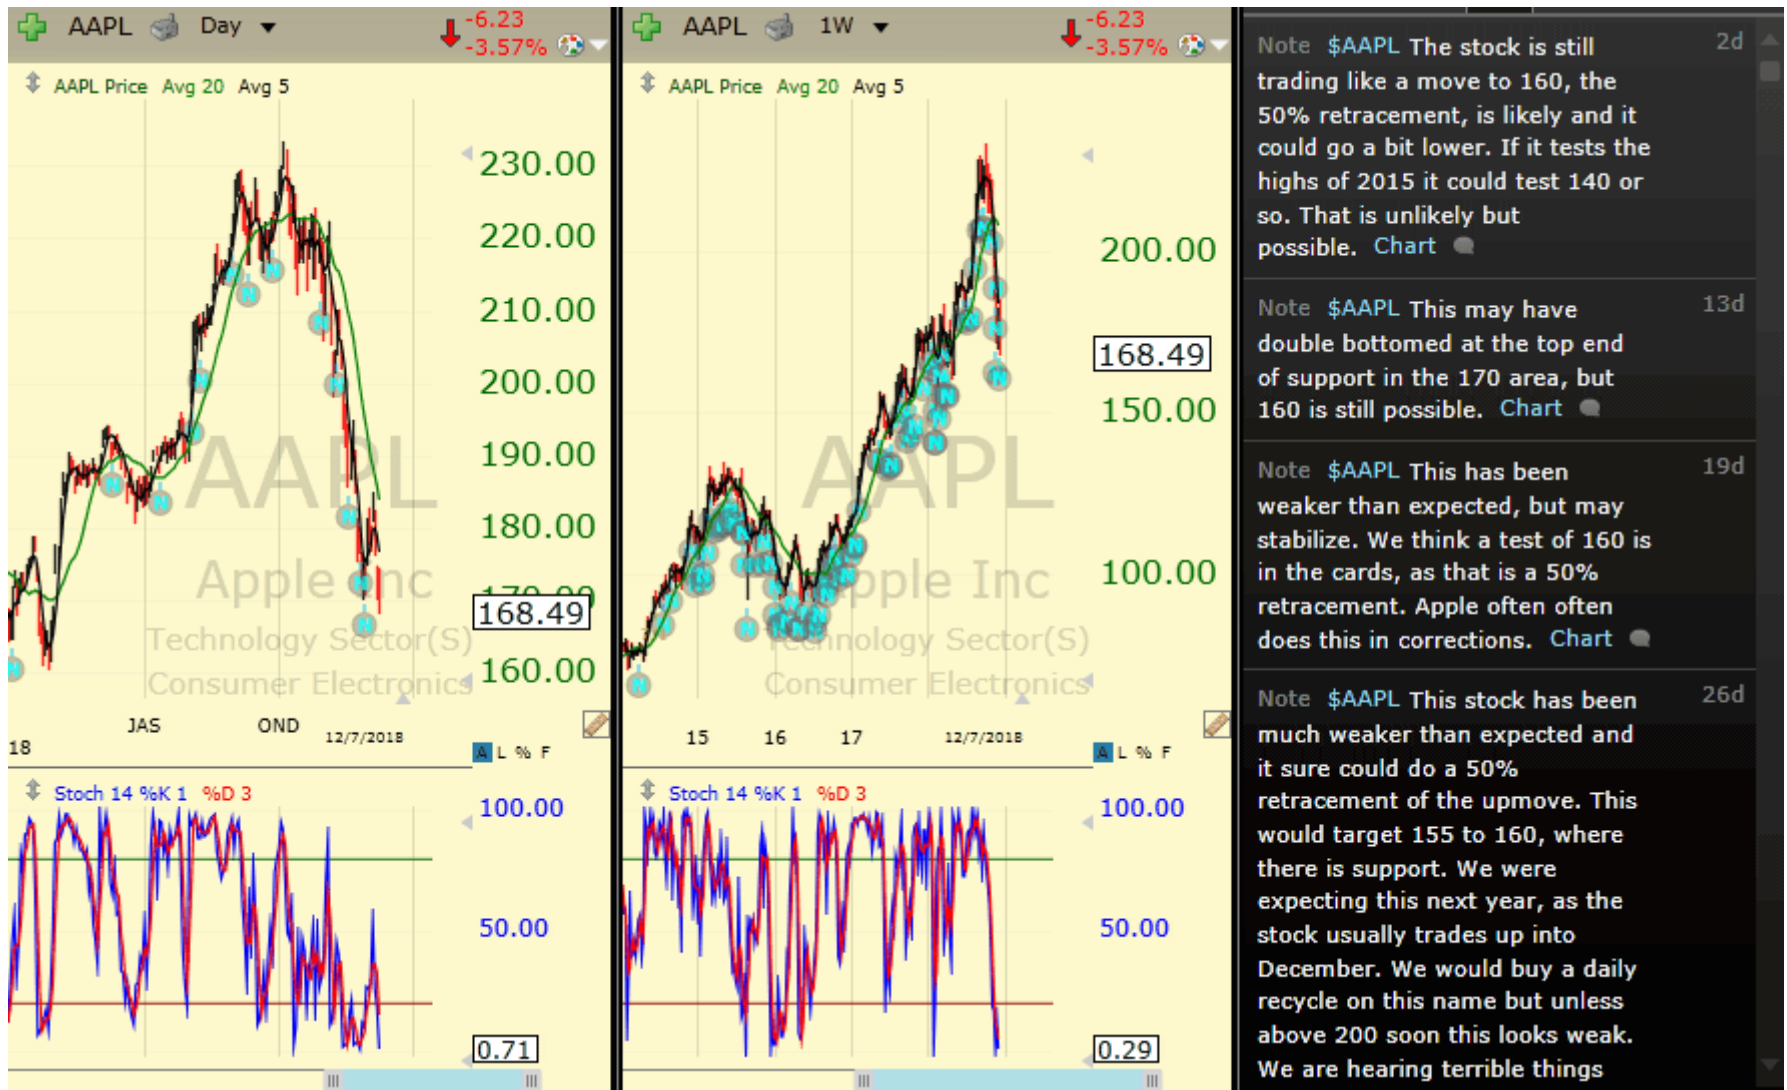 AAPL Day
-6.23
-3.57%
AAPL Price Avg 20 Avg 5
230.00
220.00
210.00
200.00
190.00
180.00
170.00
168.49
160.00
AAPL
Apple Inc
Technology Sector(S)
Consumer Electronics
18 JAS OND 12/7/2018
A L % F
Stoch 14 %K 1 %D 3
100.00
50.00
0.71
AAPL 1W
-6.23
-3.57%
AAPL Price Avg 20 Avg 5
200.00
168.49
150.00
100.00
AAPL
Apple Inc
Technology Sector(S)
Consumer Electronics
15 16 17 12/7/2018
A L % F
Stoch 14 %K 1 %D 3
100.00
50.00
0.29
Note $AAPL The stock is still 2d
trading like a move to 160, the
50% retracement, is likely and it
could go a bit lower. If it tests the
highs of 2015 it could test 140 or
so. That is unlikely but
possible. Chart
Note $AAPL This may have 13d
double bottomed at the top end
of support in the 170 area, but
160 is still possible. Chart
Note $AAPL This has been 19d
weaker than expected, but may
stabilize. We think a test of 160 is
in the cards, as that is a 50%
retracement. Apple often often
does this in corrections. Chart
Note $AAPL This stock has been 26d
much weaker than expected and
it sure could do a 50%
retracement of the upmove. This
would target 155 to 160, where
there is support. We were
expecting this next year, as the
stock usually trades up into
December. We would buy a daily
recycle on this name but unless
above 200 soon this looks weak.
We are hearing terrible things